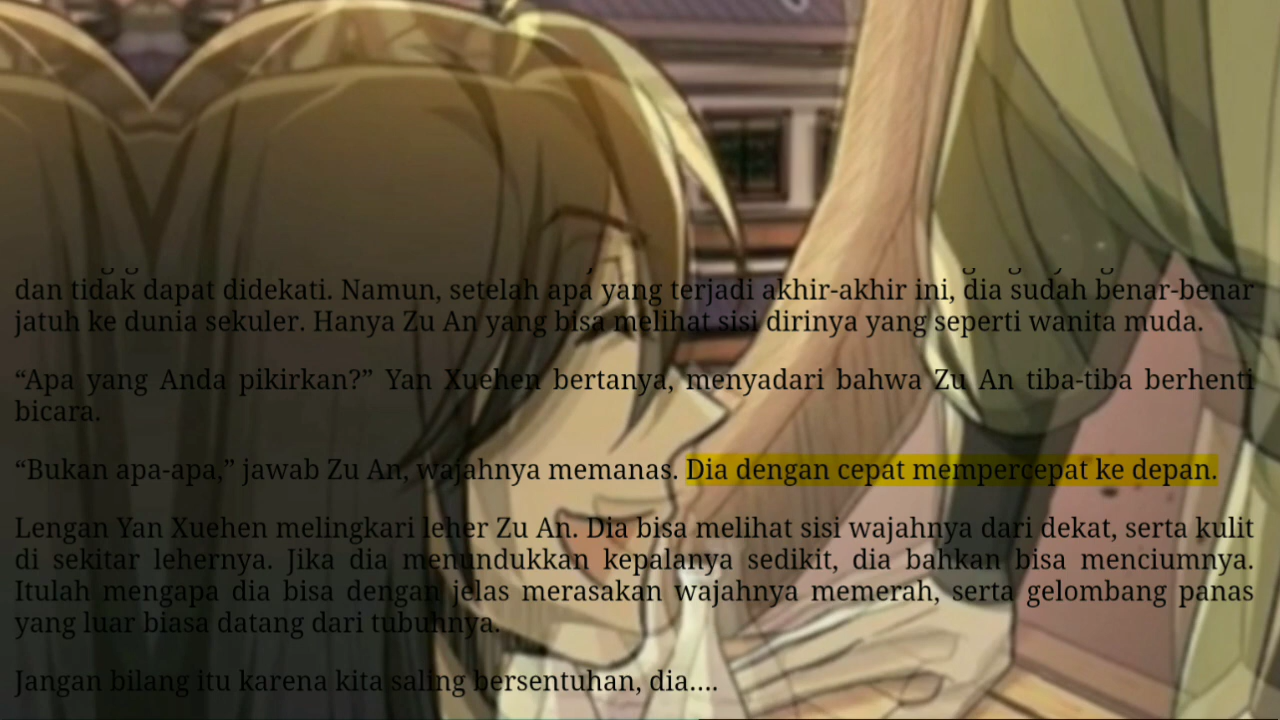 dan tidak dapat didekati. Namun, setelah apa yang terjadi akhir-akhir ini, dia sudah benar-benar
jatuh ke dunia sekuler. Hanya Zu An yang bisa melihat sisi dirinya yang seperti wanita muda.
“Apa yang Anda pikirkan?” Yan Xuehen bertanya, menyadari bahwa Zu An tiba-tiba berhenti
bicara.
“Bukan apa-apa,” jawab Zu An, wajahnya memanas. Dia dengan cepat mempercepat ke depan.
Lengan Yan Xuehen melingkari leher Zu An. Dia bisa melihat sisi wajahnya dari dekat, serta kulit
di sekitar lehernya. Jika dia menundukkan kepalanya sedikit, dia bahkan bisa menciumnya.
Itulah mengapa dia bisa dengan jelas merasakan wajahnya memerah, serta gelombang panas
yang luar biasa datang dari tubuhnya.
Jangan bilang itu karena kita saling bersentuhan, dia….